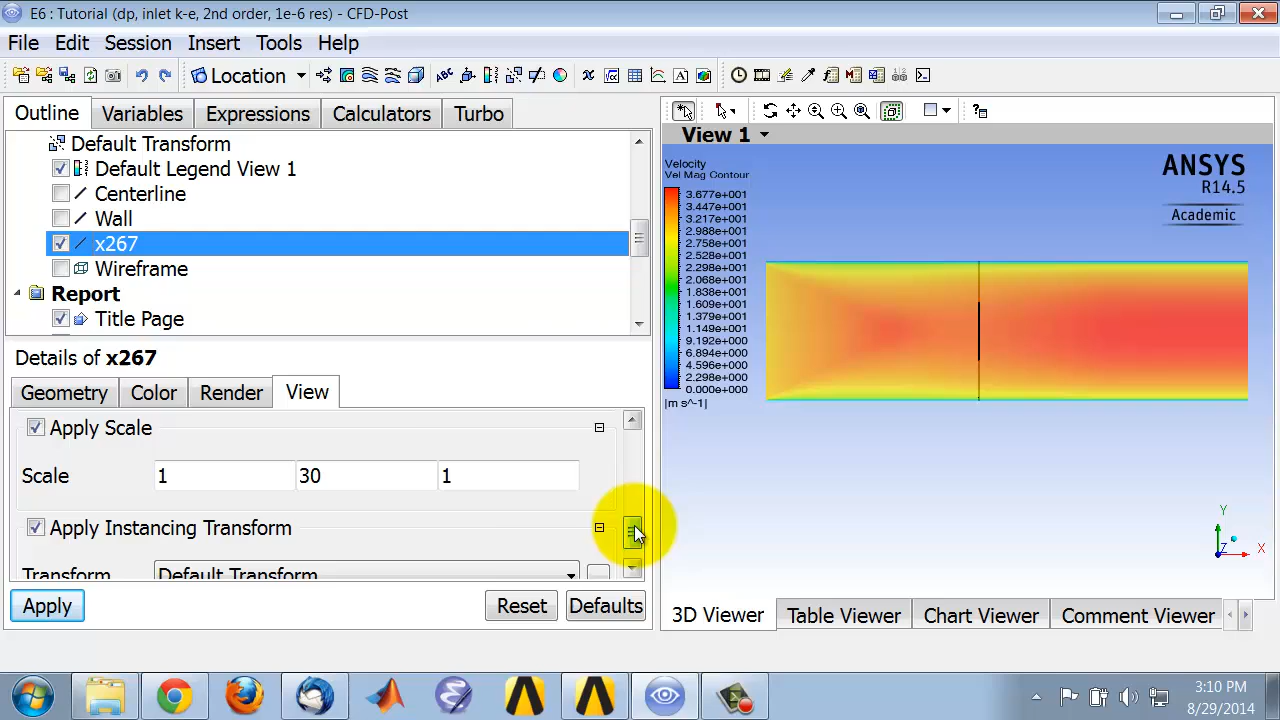 E6 : Tutorial (dp, inlet k-e, 2nd order, 1e-6 res) - CFD-Post
File Edit Session Insert Tools Help
Location
Outline Variables Expressions Calculators Turbo
Default Transform
Default Legend View 1
Centerline
Wall
x267
Wireframe
Report
Title Page
Details of x267
Geometry Color Render View
Apply Scale
Scale 1 30 1
Apply Instancing Transform
Transform Default Transform
Apply Reset Defaults
View 1
Velocity
Vel Mag Contour
3.677e+001
3.447e+001
3.217e+001
2.988e+001
2.758e+001
2.528e+001
2.298e+001
2.068e+001
1.838e+001
1.609e+001
1.379e+001
1.149e+001
9.192e+000
6.894e+000
4.596e+000
2.298e+000
0.000e+000
[m s^-1]
ANSYS
R14.5
Academic
Y
Z X
3D Viewer Table Viewer Chart Viewer Comment Viewer
3:10 PM
8/29/2014